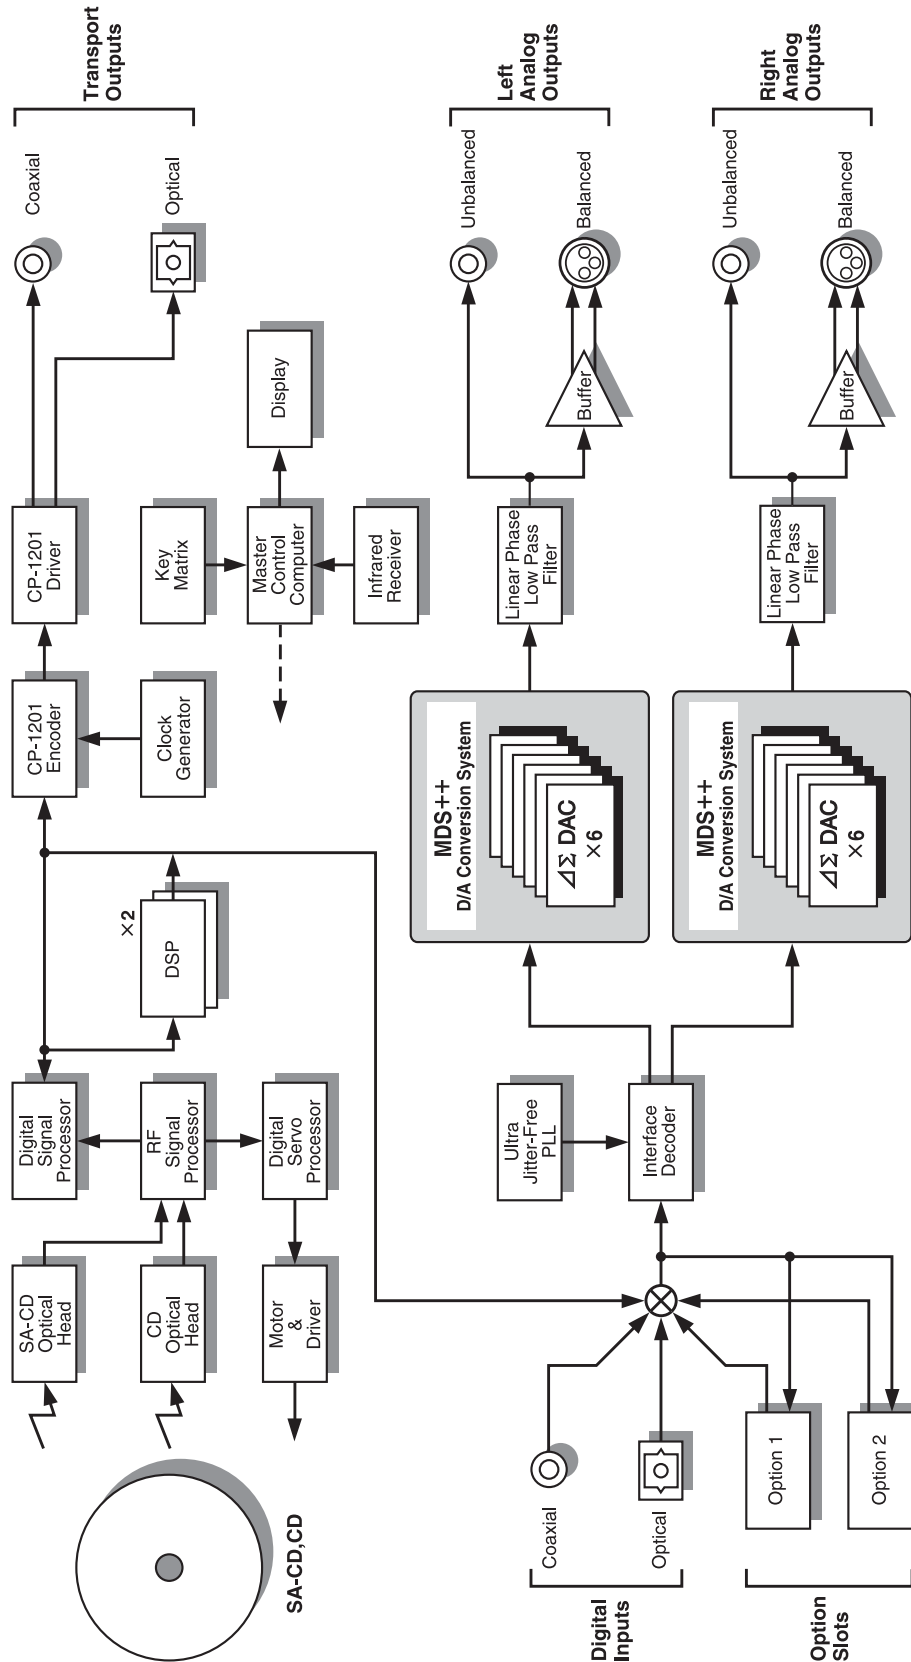 SA-CD,CD
SA-CD
Optical
Head
CD
Optical
Head
Motor
&
Driver
Digital
Signal
Processor
RF
Signal
Processor
Digital
Servo
Processor
×2
DSP
CP-1201
Encoder
Clock
Generator
CP-1201
Driver
Key
Matrix
Master
Control
Computer
Infrared
Receiver
Display
Coaxial
Optical
Transport
Outputs
Digital
Inputs
Coaxial
Optical
Option
Slots
Option 1
Option 2
Ultra
Jitter-Free
PLL
Interface
Decoder
MDS++
D/A Conversion System
ΔΣ DAC
×6
MDS++
D/A Conversion System
ΔΣ DAC
×6
Linear Phase
Low Pass
Filter
Linear Phase
Low Pass
Filter
Buffer
Buffer
Unbalanced
Balanced
Left
Analog
Outputs
Unbalanced
Balanced
Right
Analog
Outputs